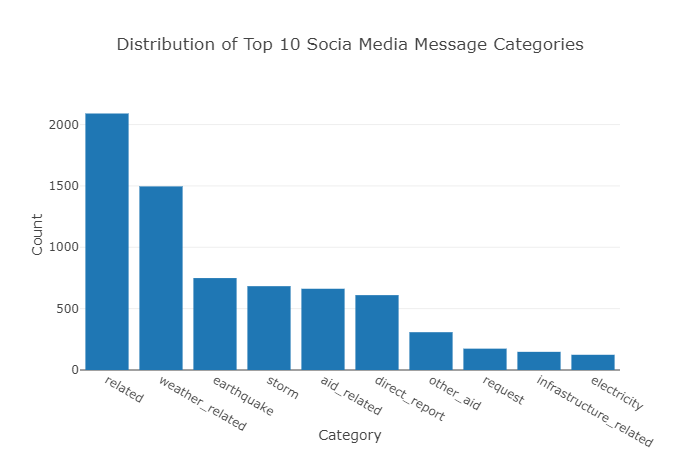 Distribution of Top 10 Socia Media Message Categories
2000
1500
1000
500
0
Count
related
weather_related
earthquake
storm
aid_related
direct_report
other_aid
request
infrastructure_related
electricity
Category